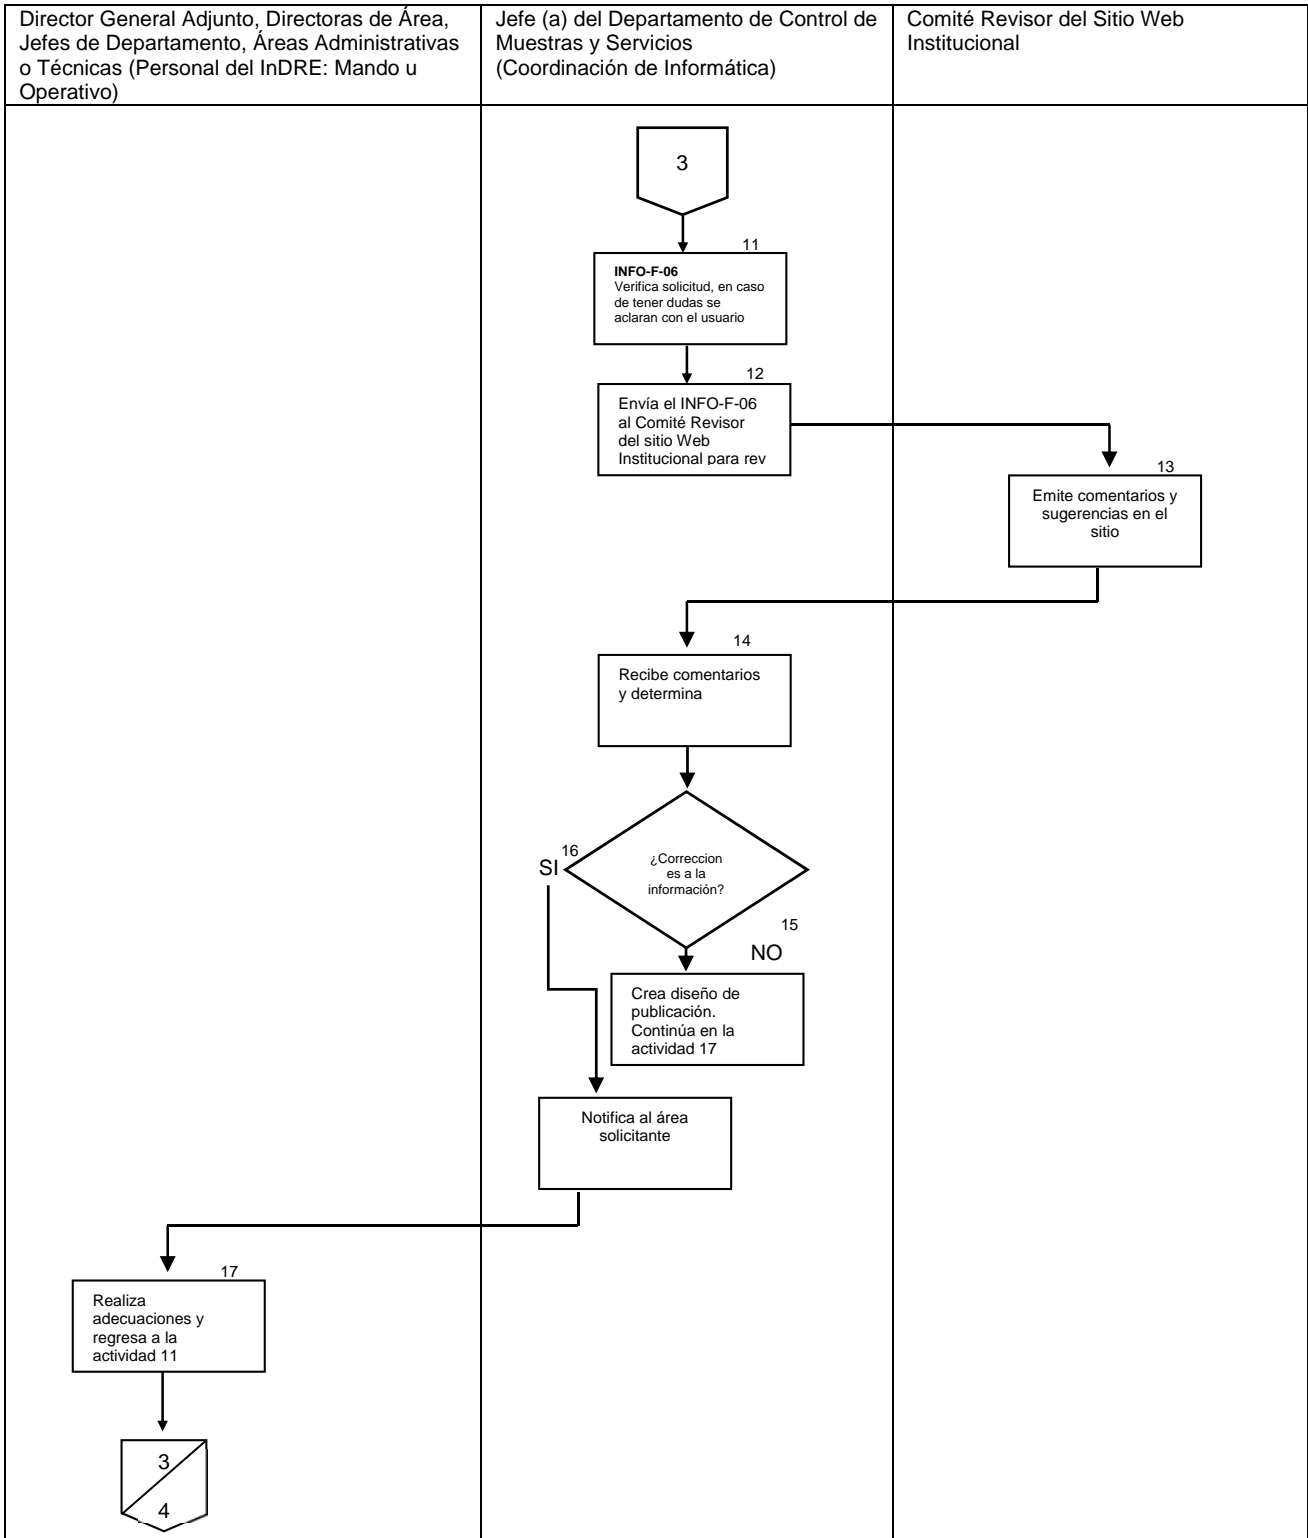 Director General Adjunto, Directoras de Área,
Jefes de Departamento, Áreas Administrativas
o Técnicas (Personal del InDRE: Mando u
Operativo)
Jefe (a) del Departamento de Control de
Muestras y Servicios
(Coordinación de Informática)
Comité Revisor del Sitio Web
Institucional
3
11
INFO-F-06
Verifica solicitud, en caso
de tener dudas se
aclaran con el usuario
12
Envía el INFO-F-06
al Comité Revisor
del sitio Web
Institucional para rev
13
Emite comentarios y
sugerencias en el
sitio
14
Recibe comentarios
y determina
16
SI
¿Correccion
es a la
información?
15
NO
Crea diseño de
publicación.
Continúa en la
actividad 17
Notifica al área
solicitante
17
Realiza
adecuaciones y
regresa a la
actividad 11
3
4